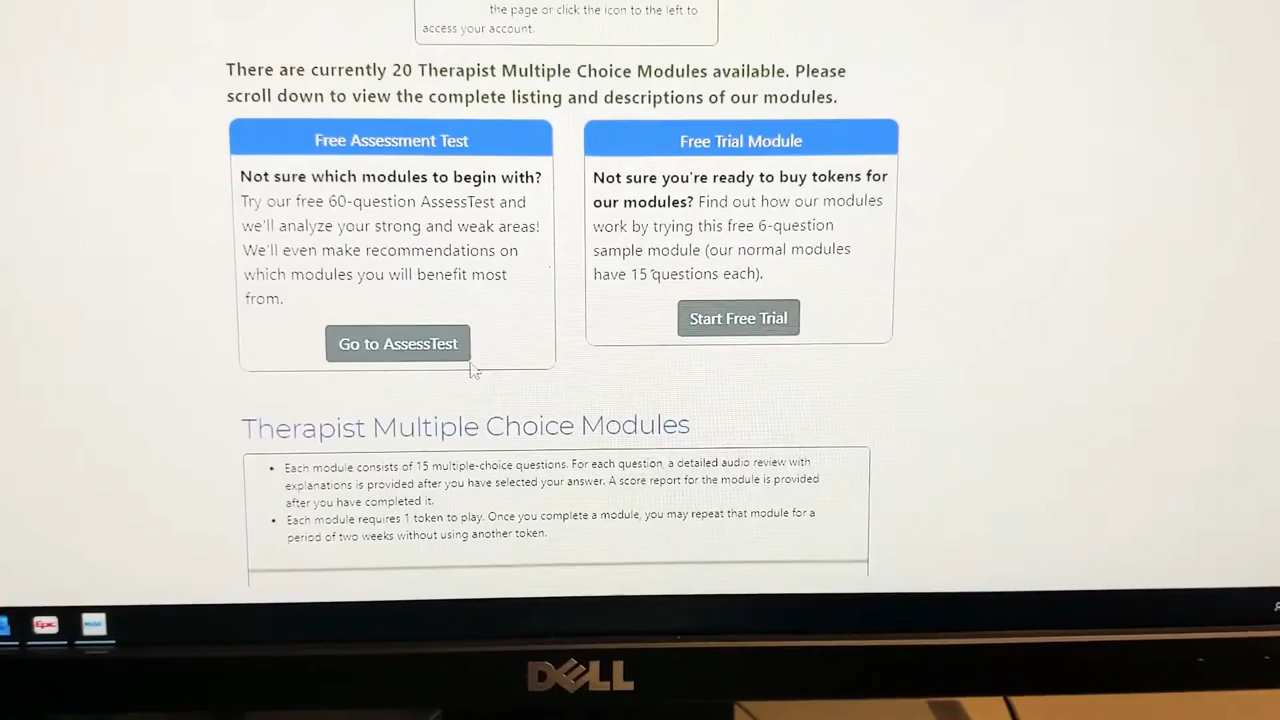 the page or click the icon to the left to
access your account.
There are currently 20 Therapist Multiple Choice Modules available. Please
scroll down to view the complete listing and descriptions of our modules.
Free Assessment Test
Not sure which modules to begin with?
Try our free 60-question AssessTest and
we'll analyze your strong and weak areas!
We'll even make recommendations on
which modules you will benefit most
from.
Go to AssessTest
Free Trial Module
Not sure you're ready to buy tokens for
our modules? Find out how our modules
work by trying this free 6-question
sample module (our normal modules
have 15 questions each).
Start Free Trial
Therapist Multiple Choice Modules
• Each module consists of 15 multiple-choice questions. For each question, a detailed audio review with
explanations is provided after you have selected your answer. A score report for the module is provided
after you have completed it.
• Each module requires 1 token to play. Once you complete a module, you may repeat that module for a
period of two weeks without using another token.
Epic
DELL